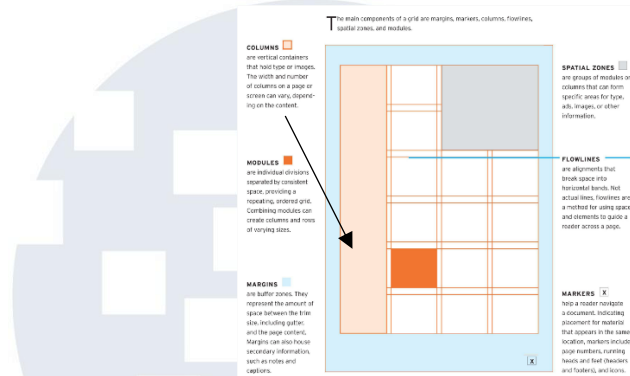 The main components of a grid are margins, markers, columns, flowlines,
spatial zones, and modules.
COLUMNS
are vertical containers
that hold type or images.
The width and number
of columns on a page or
screen can vary, depend-
ing on the content.
MODULES
are individual divisions
separated by consistent
space, providing a
repeating, ordered grid.
Combining modules can
create columns and rows
of varying sizes.
MARGINS
are buffer zones. They
represent the amount of
space between the trim
size, including gutter,
and the page content.
Margins can also house
secondary information,
such as notes and
captions.
SPATIAL ZONES
are groups of modules or
columns that can form
specific areas for type,
ads, images, or other
information.
FLOWLINES
are alignments that
break space into
horizontal bands. Not
actual lines, flowlines are
a method for using space
and elements to guide a
reader across a page.
MARKERS X
help a reader navigate
a document. Indicating
placement for material
that appears in the same
location, markers include
page numbers, running
heads and feet (headers
and footers), and icons.
X